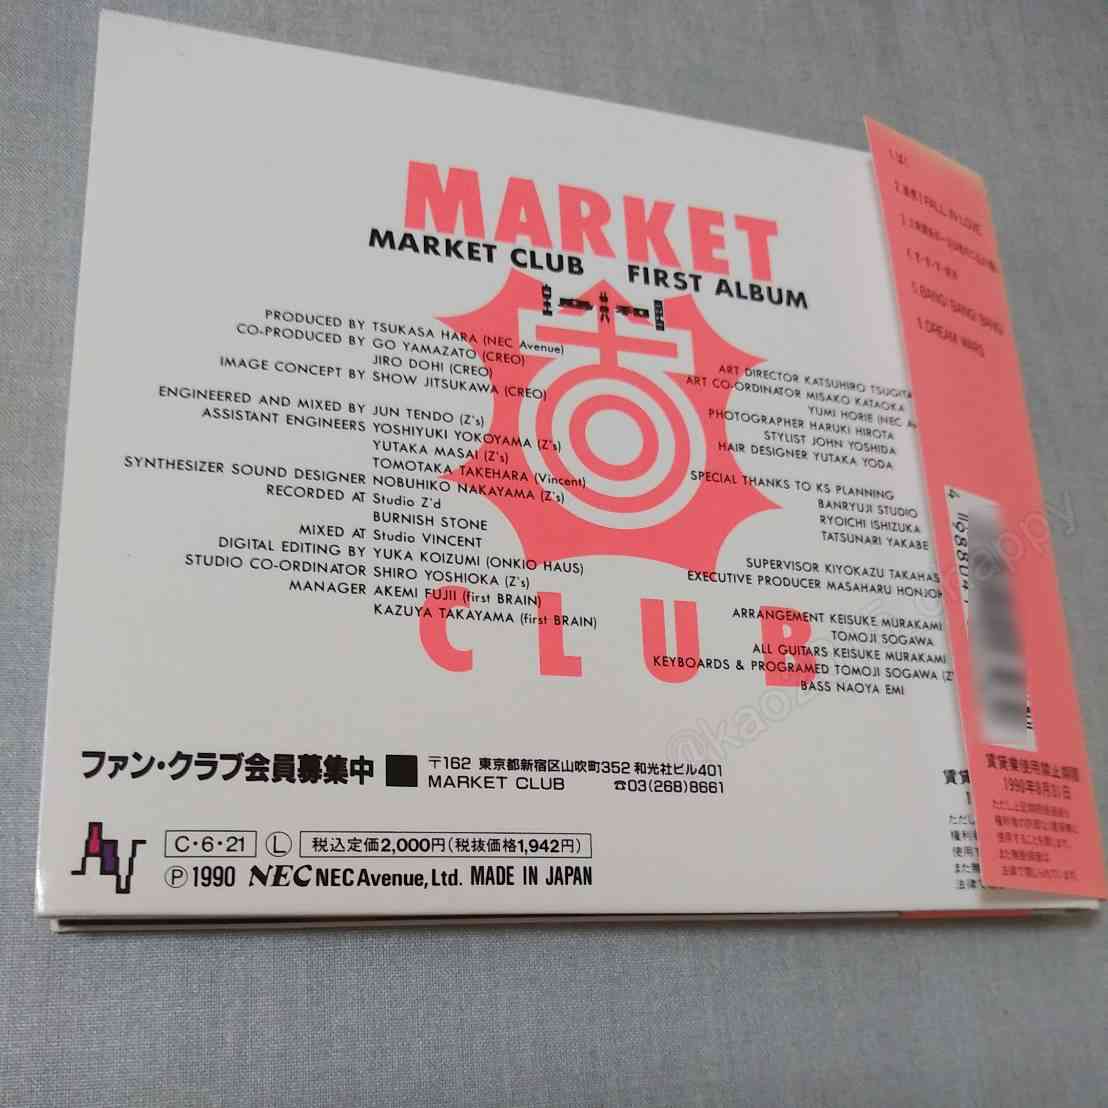 MARKET
MARKET CLUB FIRST ALBUM
PRODUCED BY TSUKASA HARA (NEC Avenue)
CO-PRODUCED BY GO YAMAZATO (CREO)
JIRO DOHI (CREO)
IMAGE CONCEPT BY SHOW JITSUKAWA (CREO)
ENGINEERED AND MIXED BY JUN TENDO (Z's)
ASSISTANT ENGINEERS YOSHIYUKI YOKOYAMA (Z's)
YUTAKA MASAI (Z's)
TOMOTAKA TAKEHARA (Vincent)
SYNTHESIZER SOUND DESIGNER NOBUHIKO NAKAYAMA (Z's)
RECORDED AT Studio Z'd
BURNISH STONE
MIXED AT Studio VINCENT
DIGITAL EDITING BY YUKA KOIZUMI (ONKIO HAUS)
STUDIO CO-ORDINATOR SHIRO YOSHIOKA (Z's)
MANAGER AKEMI FUJII (first BRAIN)
KAZUYA TAKAYAMA (first BRAIN)
ART DIRECTOR KATSUHIRO TSUGITA
ART CO-ORDINATOR MISAKO KATAOKA
YUMI HORIE (NEC
PHOTOGRAPHER HARUKI HIROTA
STYLIST JOHN YOSHIDA
HAIR DESIGNER YUTAKA YODA
SPECIAL THANKS TO KS PLANNING
BANRYUJI STUDIO
RYOICHI ISHIZUKA
TATSUNARI YAKABE
SUPERVISOR KIYOKAZU TAKAHAS
EXECUTIVE PRODUCER MASAHARU HONJOH
ARRANGEMENT KEISUKE MURAKAMI
TOMOJI SOGAWA
ALL GUITARS KEISUKE MURAKAMI
KEYBOARDS & PROGRAMED TOMOJI SOGAWA (Z
BASS NAOYA EMI
CLUB
ファン・クラブ会員募集中 ■ 〒162 東京都新宿区山吹町352 和光社ビル401
MARKET CLUB ☎03(268)8661
C・6・21 Ⓛ 税込定価2,000円(税抜価格1,942円)
Ⓟ1990 NEC NEC Avenue, Ltd. MADE IN JAPAN
I FALL IN LOVE
5. BANG! BANG! BANG!
6. DREAM WARS
賃貸業使用禁止期間
1990年8月31日